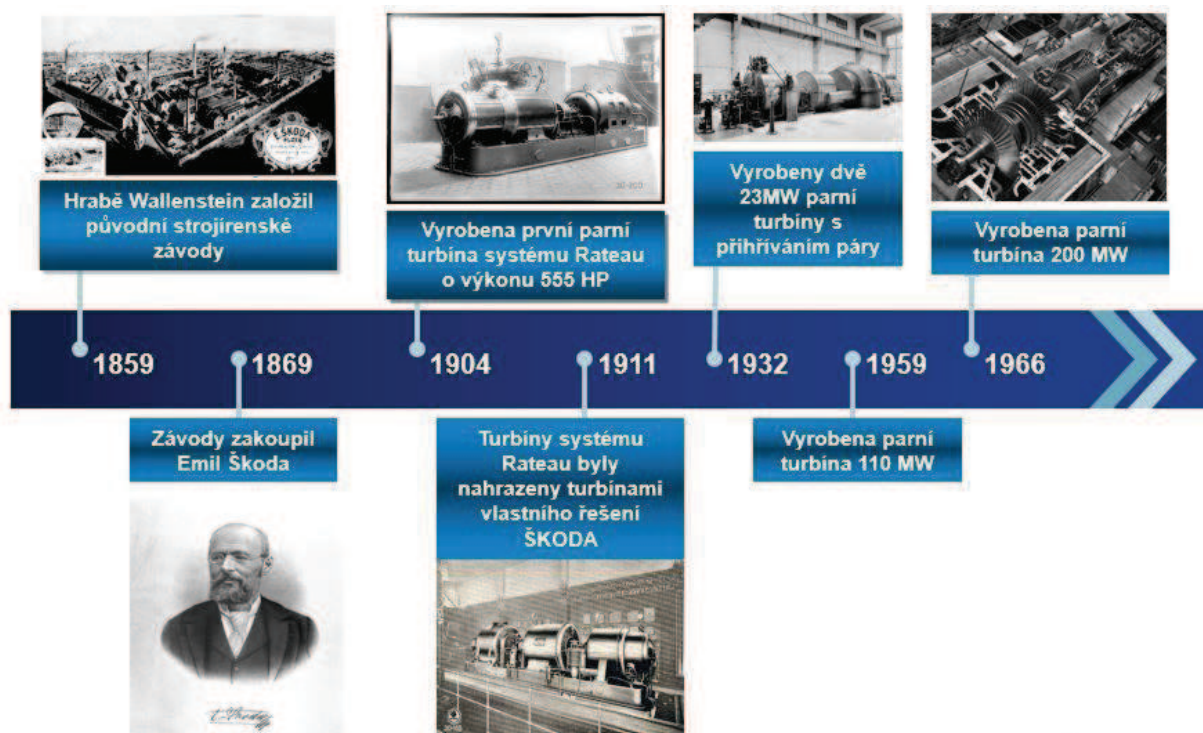 E. ŠKODA
Hrabě Wallenstein založil
původní strojírenské
závody
Vyrobena první parní
turbína systému Rateau
o výkonu 555 HP
Vyrobeny dvě
23MW parní
turbíny s
přihříváním páry
Vyrobena parní
turbína 200 MW
1859
1869
1904
1911
1932
1959
1966
Závody zakoupil
Emil Škoda
Turbíny systému
Rateau byly
nahrazeny turbínami
vlastního řešení
ŠKODA
Vyrobena parní
turbína 110 MW